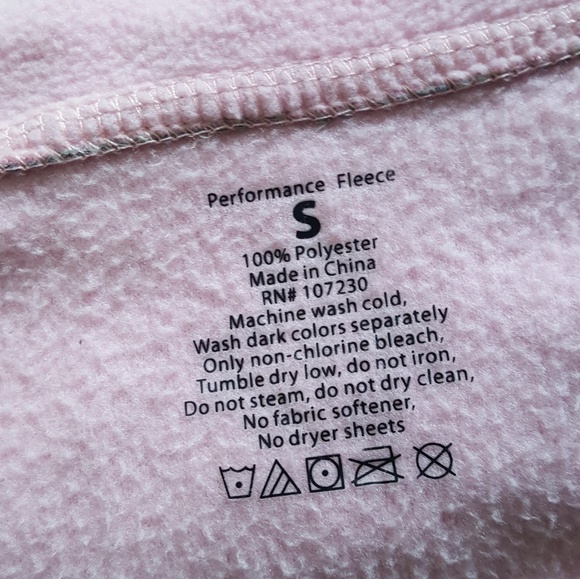 Performance Fleece
S
100% Polyester
Made in China
RN# 107230
Machine wash cold,
Wash dark colors separately
Only non-chlorine bleach,
Tumble dry low, do not iron,
Do not steam, do not dry clean,
No fabric softener,
No dryer sheets